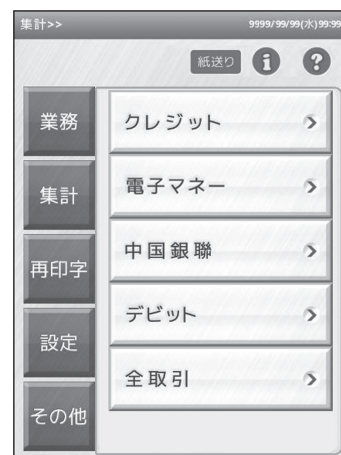 集計>> 9999/99/99(水)99:99
紙送り i ?
業務 クレジット >
集計 電子マネー >
再印字 中国銀聯 >
設定 デビット >
その他 全取引 >